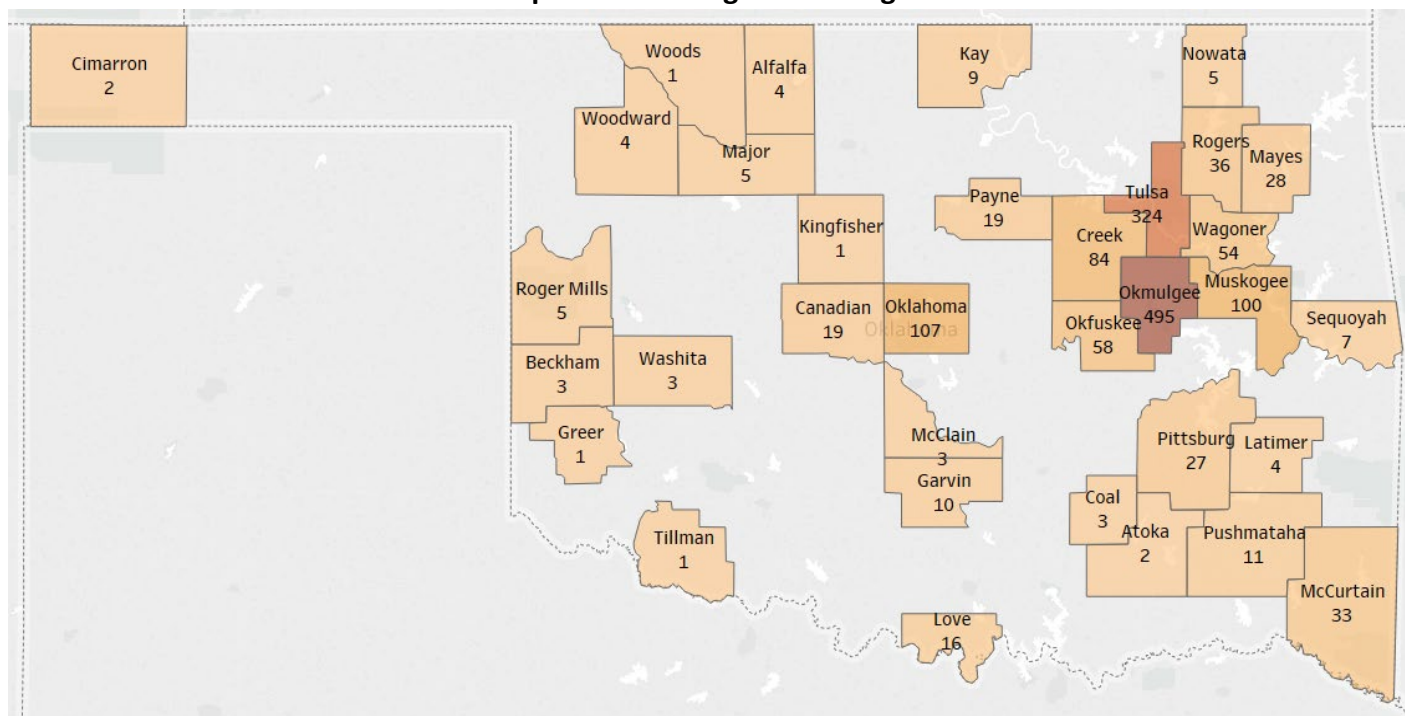 Cimarron
2
Woods
1
Alfalfa
4
Kay
9
Nowata
5
Woodward
4
Major
5
Rogers
36
Mayes
28
Tulsa
324
Payne
19
Kingfisher
1
Creek
84
Wagoner
54
Roger Mills
5
Canadian
19
Oklahoma
107
Oklahoma
Okmulgee
495
Muskogee
100
Okfuskee
58
Sequoyah
7
Beckham
3
Washita
3
Greer
1
McClain
3
Garvin
10
Pittsburg
27
Latimer
4
Coal
3
Atoka
2
Pushmataha
11
Tillman
1
McCurtain
33
Love
16